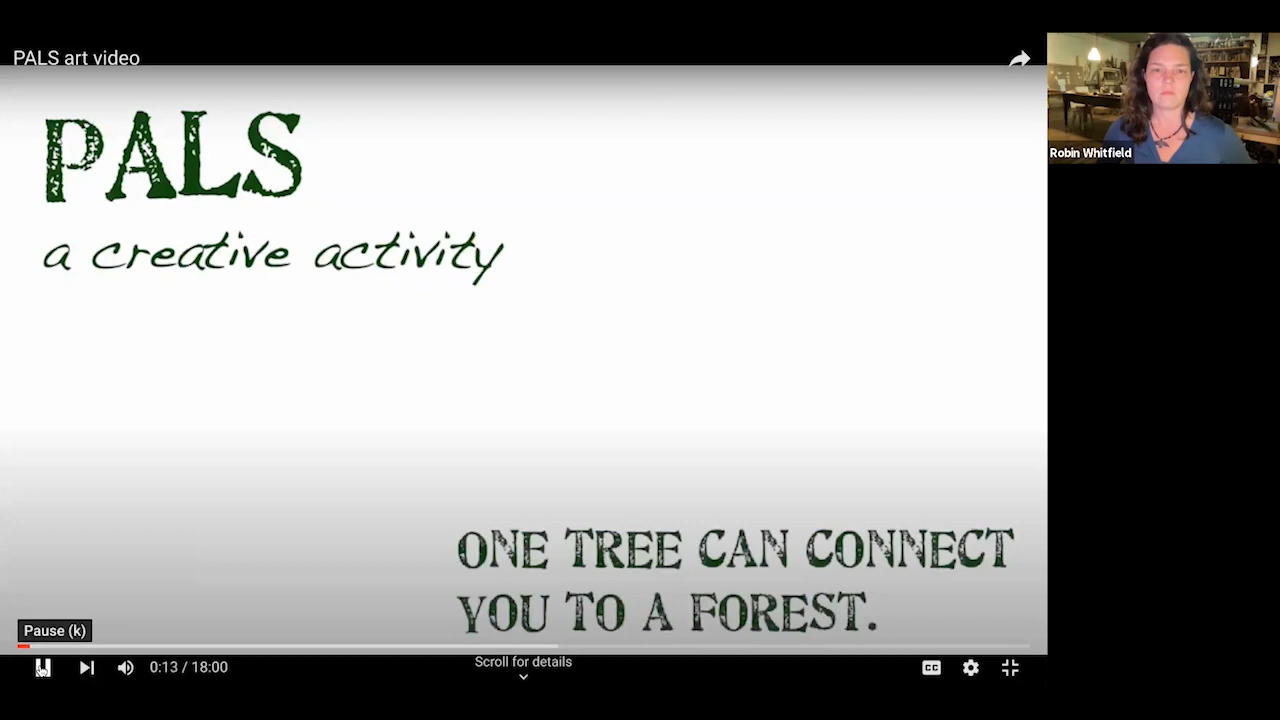 PALS art video
PALS
a creative activity
Robin Whitfield
ONE TREE CAN CONNECT
YOU TO A FOREST.
Pause (k)
0:13 / 18:00
Scroll for details
CC